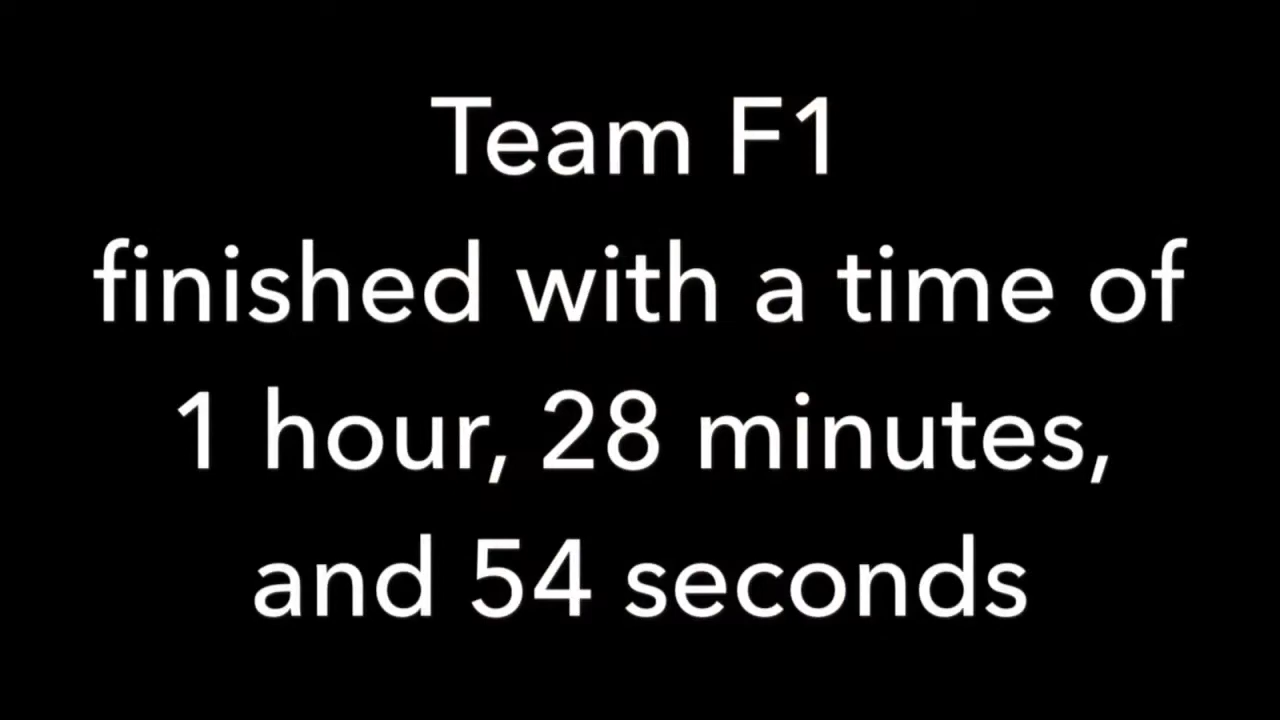 Team F1
finished with a time of
1 hour, 28 minutes,
and 54 seconds